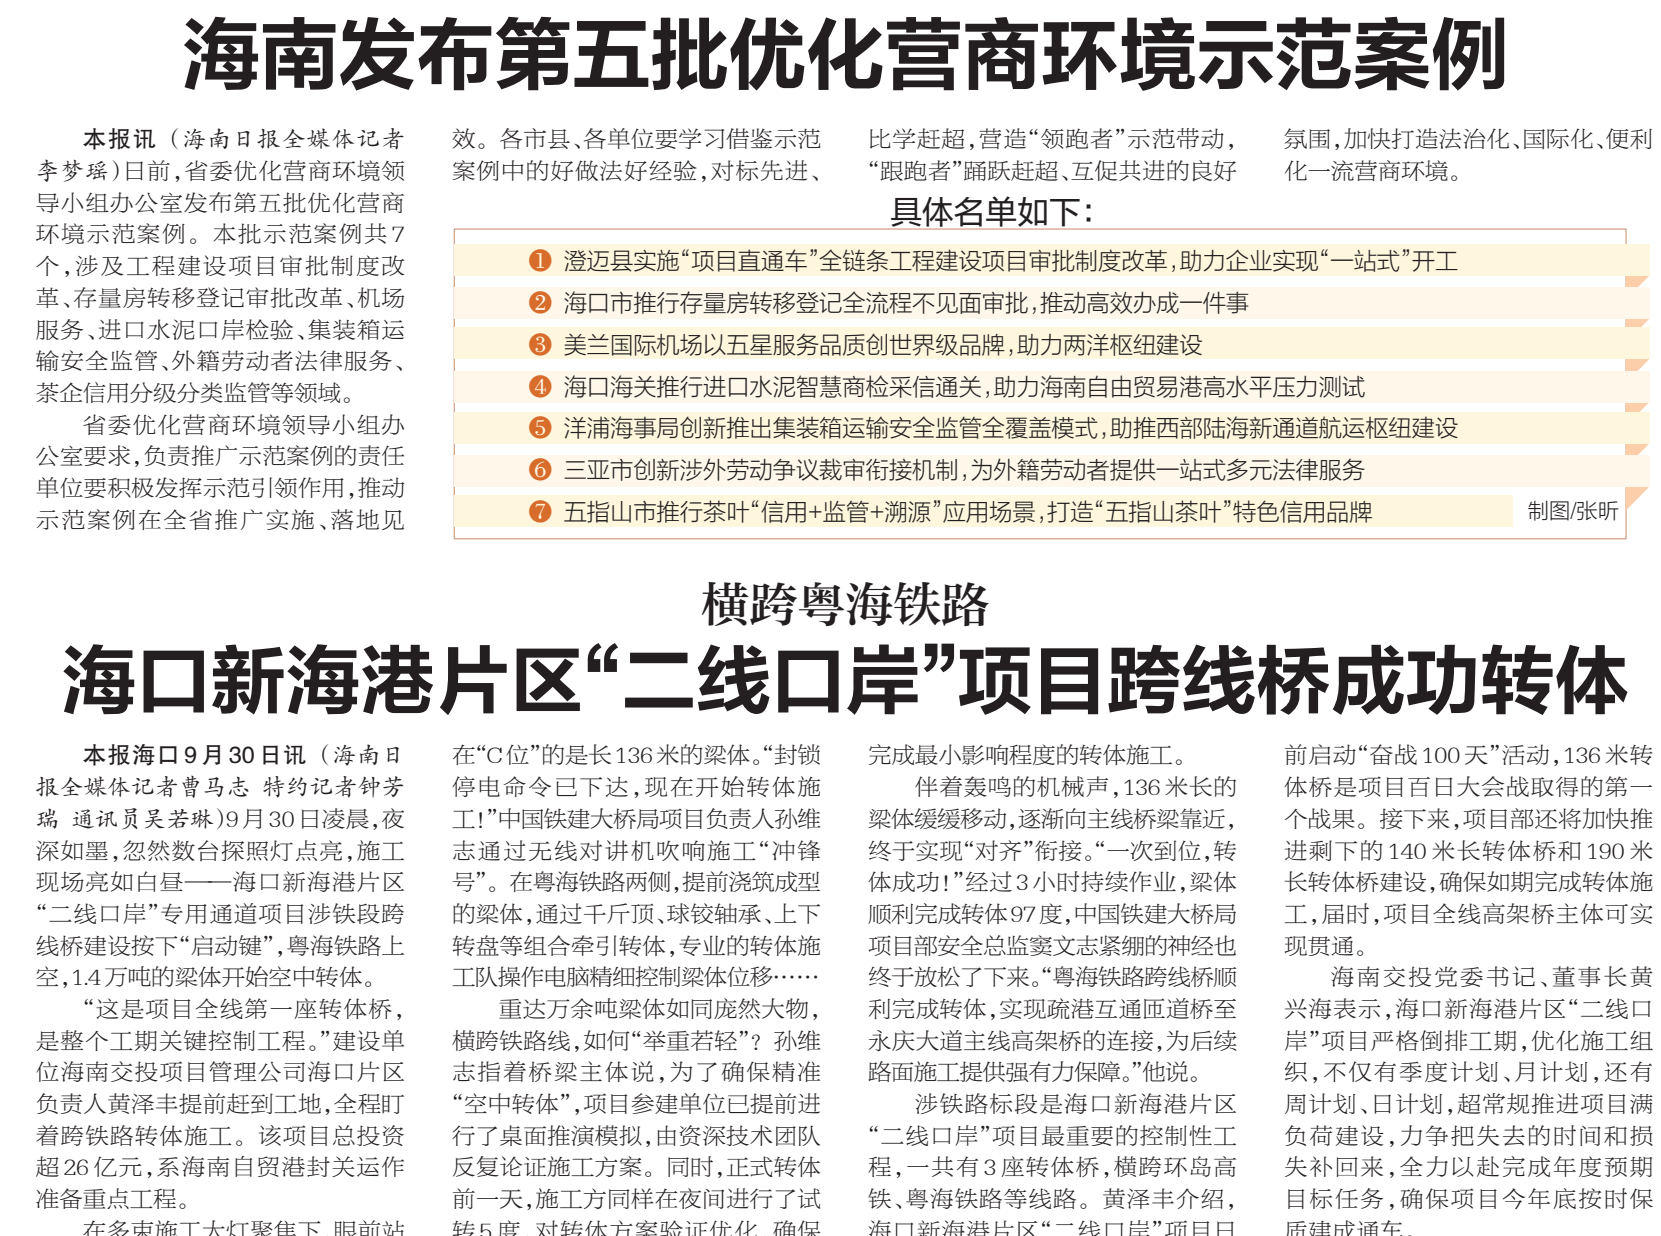 海南发布第五批优化营商环境示范案例
本报讯（海南日报全媒体记者
李梦瑶）日前，省委优化营商环境领
导小组办公室发布第五批优化营商
环境示范案例。本批示范案例共7
个，涉及工程建设项目审批制度改
革、存量房转移登记审批改革、机场
服务、进口水泥口岸检验、集装箱运
输安全监管、外籍劳动者法律服务、
茶企信用分级分类监管等领域。
省委优化营商环境领导小组办
公室要求，负责推广示范案例的责任
单位要积极发挥示范引领作用，推动
示范案例在全省推广实施、落地见
效。各市县、各单位要学习借鉴示范
案例中的好做法好经验，对标先进、
比学赶超，营造“领跑者”示范带动，
“跟跑者”踊跃赶超、互促共进的良好
氛围，加快打造法治化、国际化、便利
化一流营商环境。
具体名单如下：
❶ 澄迈县实施“项目直通车”全链条工程建设项目审批制度改革，助力企业实现“一站式”开工
❷ 海口市推行存量房转移登记全流程不见面审批，推动高效办成一件事
❸ 美兰国际机场以五星服务品质创世界级品牌，助力两洋枢纽建设
❹ 海口海关推行进口水泥智慧商检采信通关，助力海南自由贸易港高水平压力测试
❺ 洋浦海事局创新推出集装箱运输安全监管全覆盖模式，助推西部陆海新通道航运枢纽建设
❻ 三亚市创新涉外劳动争议裁审衔接机制，为外籍劳动者提供一站式多元法律服务
❼ 五指山市推行茶叶“信用+监管+溯源”应用场景，打造“五指山茶叶”特色信用品牌
制图/张昕
横跨粤海铁路
海口新海港片区“二线口岸”项目跨线桥成功转体
本报海口9月30日讯（海南日
报全媒体记者曹马志 特约记者钟芳
瑞 通讯员吴若琳）9月30日凌晨，夜
深如墨，忽然数台探照灯点亮，施工
现场亮如白昼——海口新海港片区
“二线口岸”专用通道项目涉铁段跨
线桥建设按下“启动键”，粤海铁路上
空，1.4万吨的梁体开始空中转体。
“这是项目全线第一座转体桥，
是整个工期关键控制工程。”建设单
位海南交投项目管理公司海口片区
负责人黄泽丰提前赶到工地，全程盯
着跨铁路转体施工。该项目总投资
超26亿元，系海南自贸港封关运作
准备重点工程。
在多束施工大灯聚焦下，眼前站
在“C位”的是长136米的梁体。“封锁
停电命令已下达，现在开始转体施
工！”中国铁建大桥局项目负责人孙维
志通过无线对讲机吹响施工“冲锋
号”。在粤海铁路两侧，提前浇筑成型
的梁体，通过千斤顶、球铰轴承、上下
转盘等组合牵引转体，专业的转体施
工队操作电脑精细控制梁体位移……
重达万余吨梁体如同庞然大物，
横跨铁路线，如何“举重若轻”？孙维
志指着桥梁主体说，为了确保精准
“空中转体”，项目参建单位已提前进
行了桌面推演模拟，由资深技术团队
反复论证施工方案。同时，正式转体
前一天，施工方同样在夜间进行了试
转5度，对转体方案验证优化，确保
完成最小影响程度的转体施工。
伴着轰鸣的机械声，136米长的
梁体缓缓移动，逐渐向主线桥梁靠近，
终于实现“对齐”衔接。“一次到位，转
体成功！”经过3小时持续作业，梁体
顺利完成转体97度，中国铁建大桥局
项目部安全总监窦文志紧绷的神经也
终于放松了下来。“粤海铁路跨线桥顺
利完成转体，实现疏港互通匝道桥至
永庆大道主线高架桥的连接，为后续
路面施工提供强有力保障。”他说。
涉铁路标段是海口新海港片区
“二线口岸”项目最重要的控制性工
程，一共有3座转体桥，横跨环岛高
铁、粤海铁路等线路。黄泽丰介绍，
海口新海港片区“二线口岸”项目日
前启动“奋战100天”活动，136米转
体桥是项目百日大会战取得的第一
个战果。接下来，项目部还将加快推
进剩下的140米长转体桥和190米
长转体桥建设，确保如期完成转体施
工，届时，项目全线高架桥主体可实
现贯通。
海南交投党委书记、董事长黄
兴海表示，海口新海港片区“二线口
岸”项目严格倒排工期，优化施工组
织，不仅有季度计划、月计划，还有
周计划、日计划，超常规推进项目满
负荷建设，力争把失去的时间和损
失补回来，全力以赴完成年度预期
目标任务，确保项目今年底按时保
质建成通车。